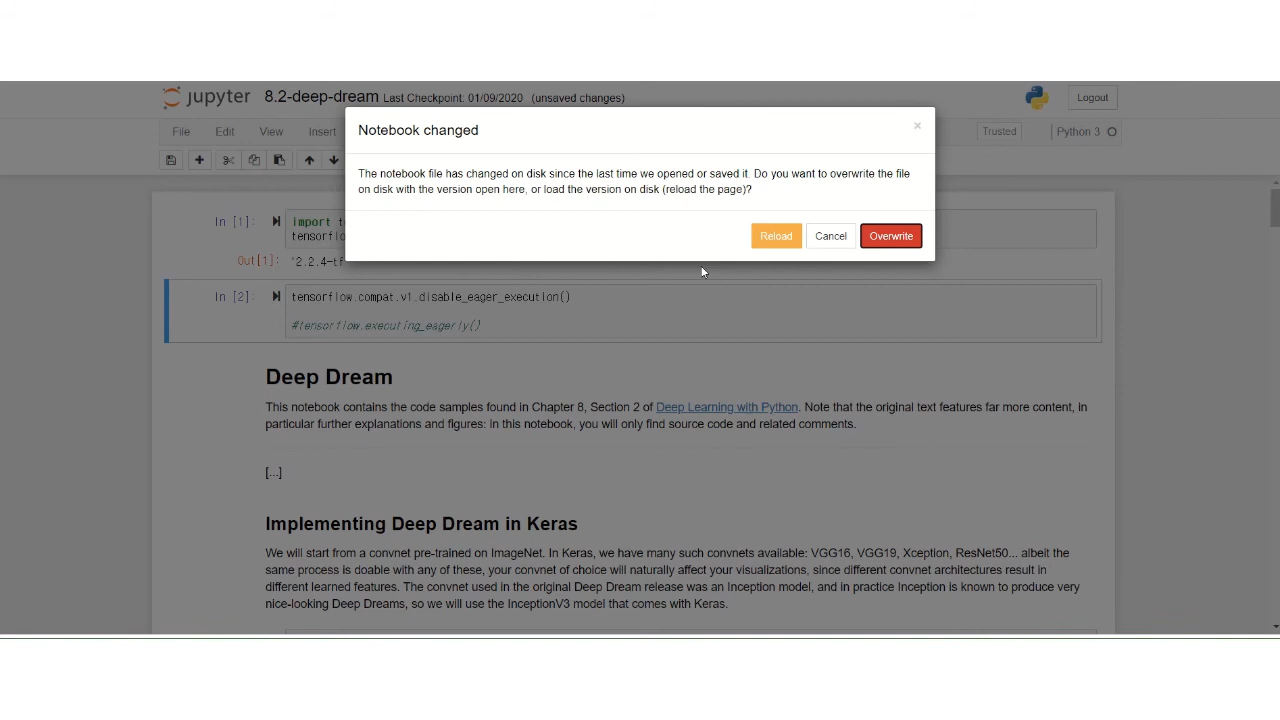 jupyter 8.2-deep-dream Last Checkpoint: 01/09/2020 (unsaved changes) Logout
File Edit View Insert Trusted Python 3
Notebook changed ×
The notebook file has changed on disk since the last time we opened or saved it. Do you want to overwrite the file
on disk with the version open here, or load the version on disk (reload the page)?
Reload Cancel Overwrite
In [1]: import
tensorflow
Out[1]: '2.2.4-tf
In [2]: tensorflow.compat.v1.disable_eager_execution()
#tensorflow.executing_eagerly()
Deep Dream
This notebook contains the code samples found in Chapter 8, Section 2 of Deep Learning with Python. Note that the original text features far more content, in
particular further explanations and figures: in this notebook, you will only find source code and related comments.
[...]
Implementing Deep Dream in Keras
We will start from a convnet pre-trained on ImageNet. In Keras, we have many such convnets available: VGG16, VGG19, Xception, ResNet50... albeit the
same process is doable with any of these, your convnet of choice will naturally affect your visualizations, since different convnet architectures result in
different learned features. The convnet used in the original Deep Dream release was an Inception model, and in practice Inception is known to produce very
nice-looking Deep Dreams, so we will use the InceptionV3 model that comes with Keras.